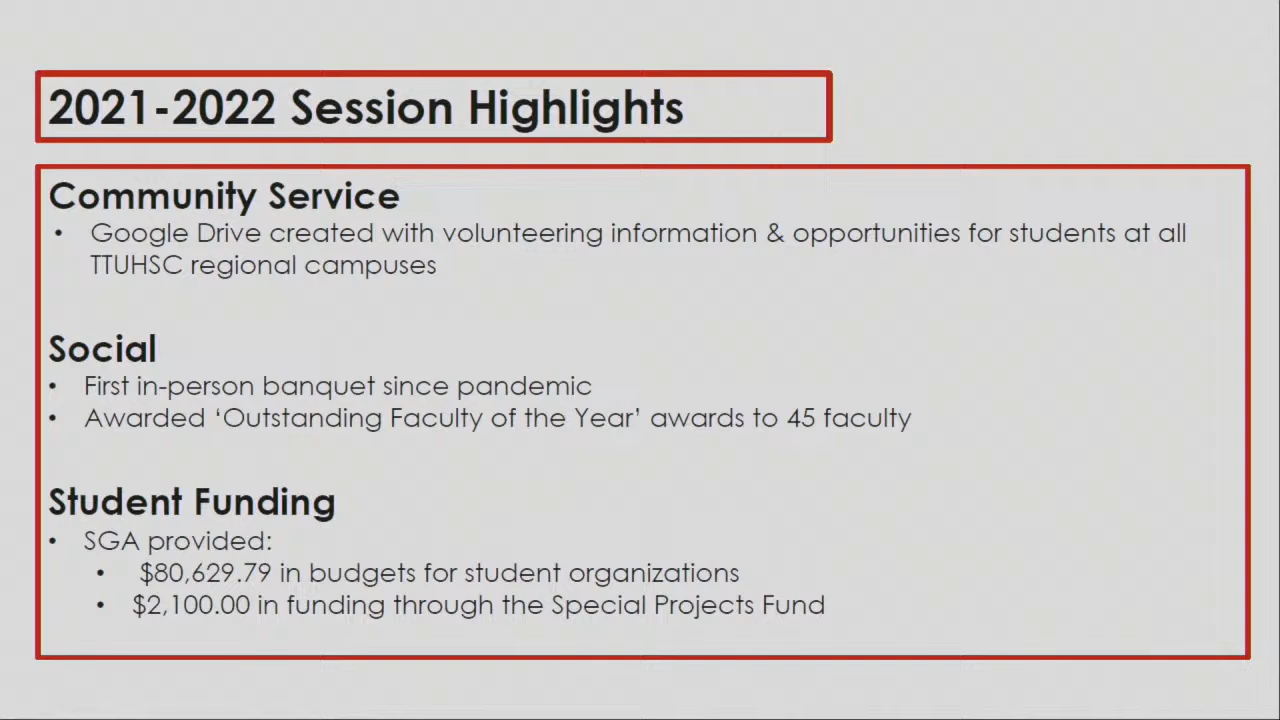 2021-2022 Session Highlights
Community Service
• Google Drive created with volunteering information & opportunities for students at all
TTUHSC regional campuses
Social
• First in-person banquet since pandemic
• Awarded ‘Outstanding Faculty of the Year’ awards to 45 faculty
Student Funding
• SGA provided:
• $80,629.79 in budgets for student organizations
• $2,100.00 in funding through the Special Projects Fund